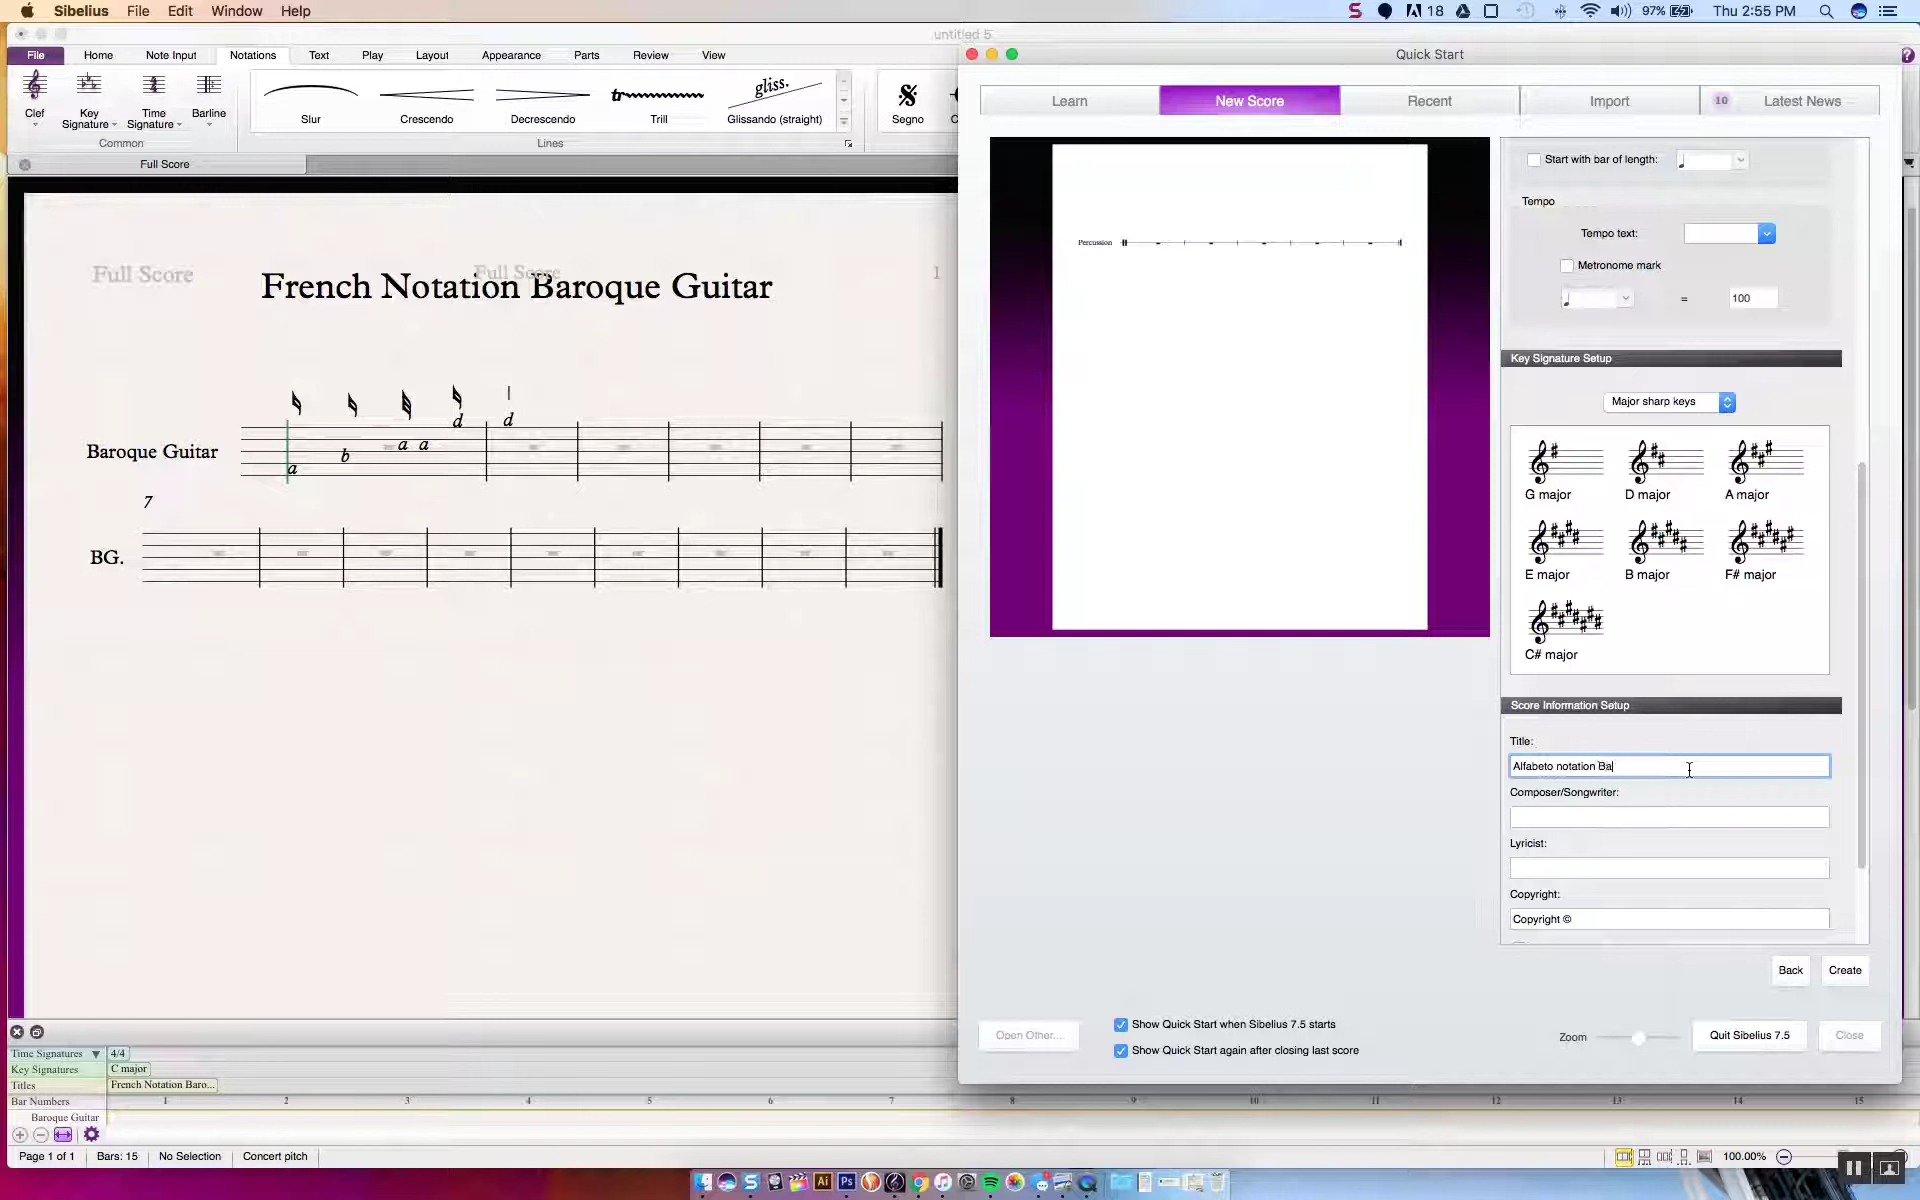 Sibelius File Edit Window Help
18 97% Thu 2:55 PM
untitled 5
File Home Note Input Notations Text Play Layout Appearance Parts Review View
Clef Key Signature Time Signature Barline
Common
Slur Crescendo Decrescendo tr Trill gliss. Glissando (straight) Segno
Lines
Full Score
Full Score Full Score 1
French Notation Baroque Guitar
Baroque Guitar
a b a a d d
7
BG.
Quick Start
Learn New Score Recent Import 10 Latest News
Percussion
Start with bar of length:
Tempo
Tempo text:
Metronome mark
= 100
Key Signature Setup
Major sharp keys
G major D major A major
E major B major F# major
C# major
Score Information Setup
Title:
Alfabeto notation Ba
Composer/Songwriter:
Lyricist:
Copyright:
Copyright ©
Back Create
Open Other...
Show Quick Start when Sibelius 7.5 starts
Show Quick Start again after closing last score
Zoom Quit Sibelius 7.5 Close
Time Signatures 4/4
Key Signatures C major
Titles French Notation Baro...
Bar Numbers 1 2 3 4 5 6 7 8 9 10 11 12 13 14 15
Baroque Guitar
Page 1 of 1 Bars: 15 No Selection Concert pitch 100.00%
Ai Ps